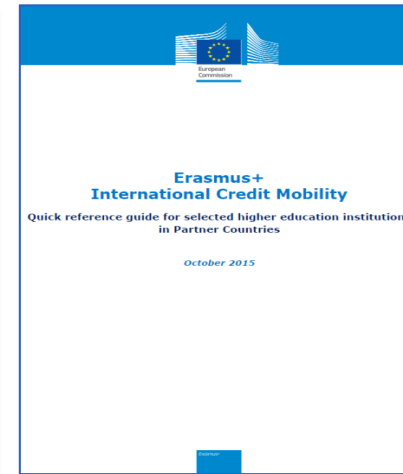 European
Commission
Erasmus+
International Credit Mobility
Quick reference guide for selected higher education institution
in Partner Countries
October 2015
Erasmus+